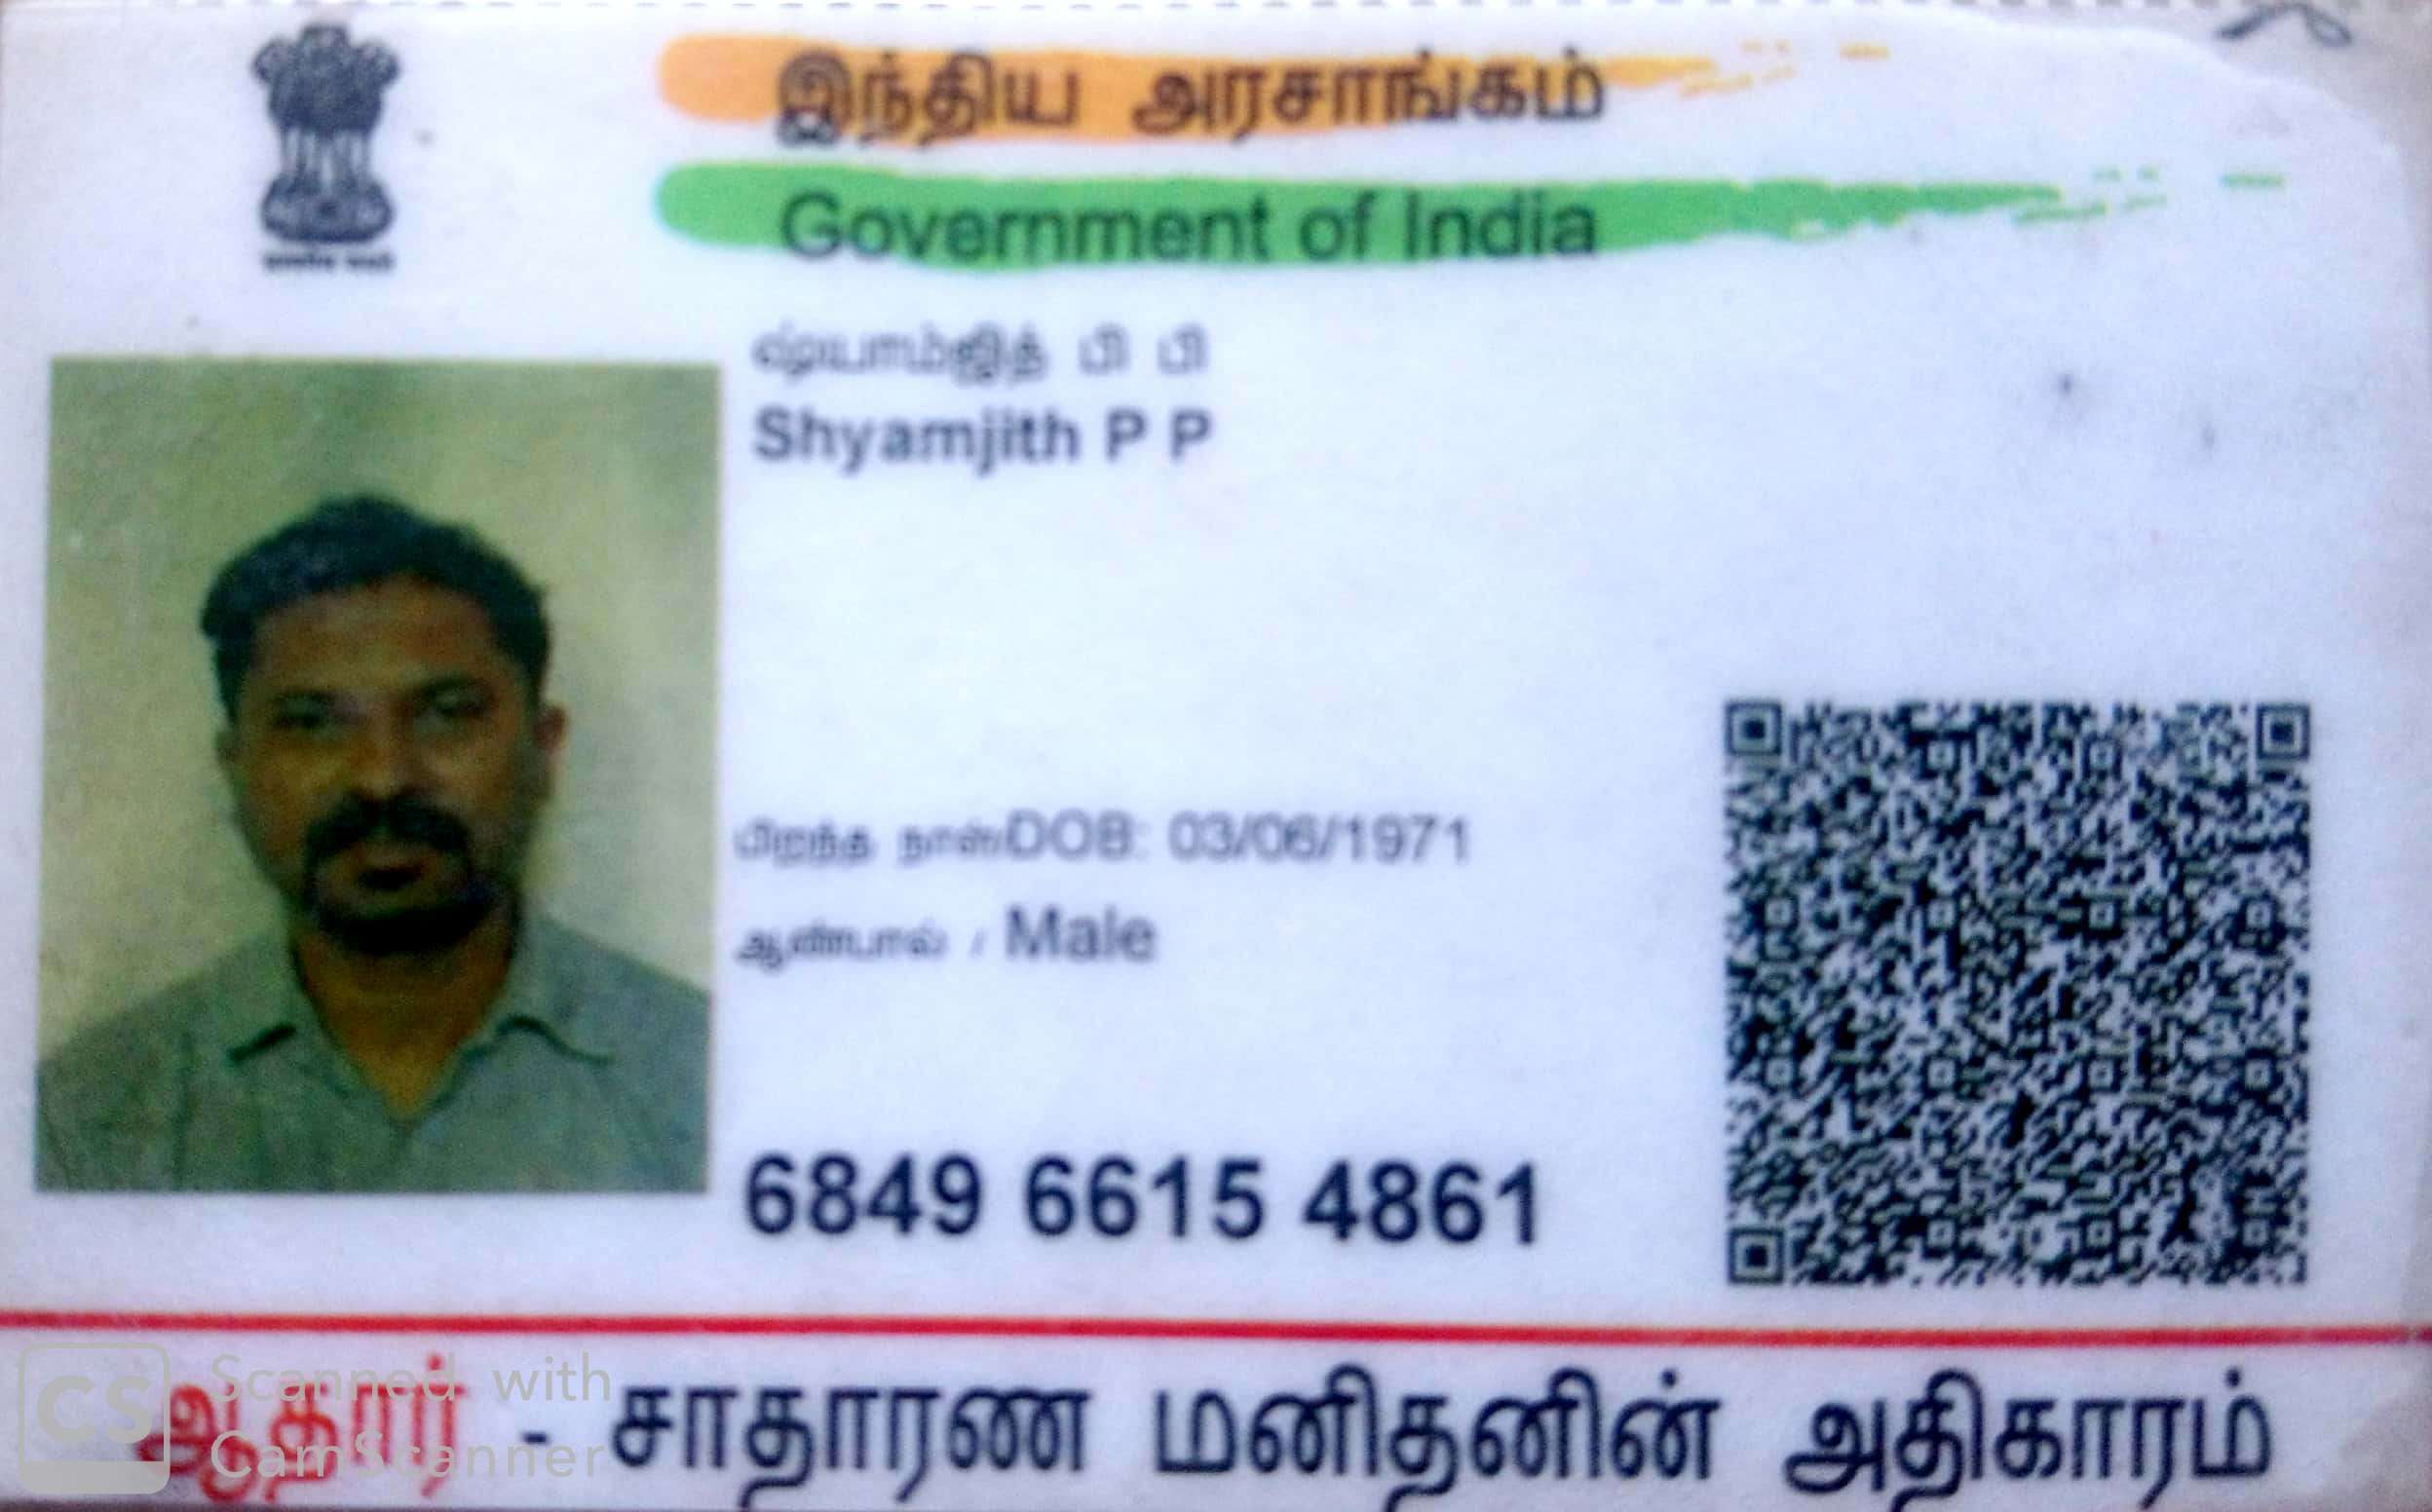 இந்திய அரசாங்கம்
Government of India
ஷ்யாம்ஜித் பி பி
Shyamjith P P
பிறந்த நாள்/DOB: 03/06/1971
ஆண்பால் / Male
6849 6615 4861
ஆதார் - சாதாரண மனிதனின் அதிகாரம்
CS Scanned with
CamScanner